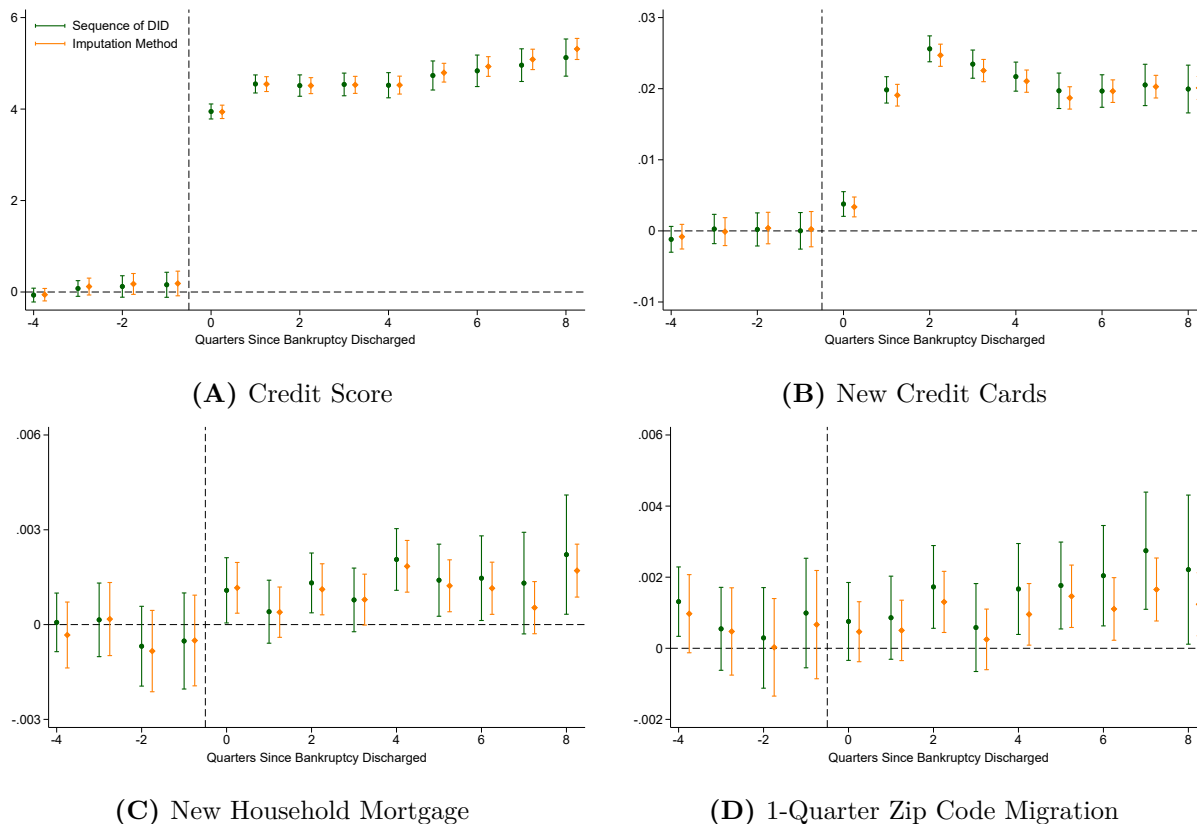 6
4
2
0
Sequence of DID
Imputation Method
-4 -2 0 2 4 6 8
Quarters Since Bankruptcy Discharged
(A) Credit Score
.03
.02
.01
0
-.01
-4 -2 0 2 4 6 8
Quarters Since Bankruptcy Discharged
(B) New Credit Cards
.006
.003
0
-.003
-4 -2 0 2 4 6 8
Quarters Since Bankruptcy Discharged
(C) New Household Mortgage
.006
.004
.002
0
-.002
-4 -2 0 2 4 6 8
Quarters Since Bankruptcy Discharged
(D) 1-Quarter Zip Code Migration